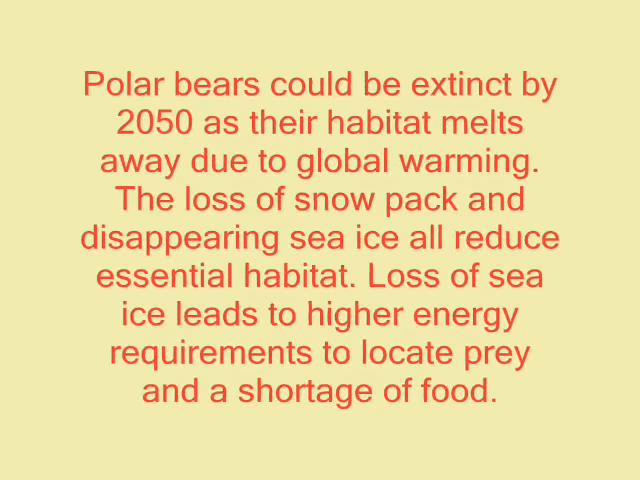 Polar bears could be extinct by
2050 as their habitat melts
away due to global warming.
The loss of snow pack and
disappearing sea ice all reduce
essential habitat. Loss of sea
ice leads to higher energy
requirements to locate prey
and a shortage of food.